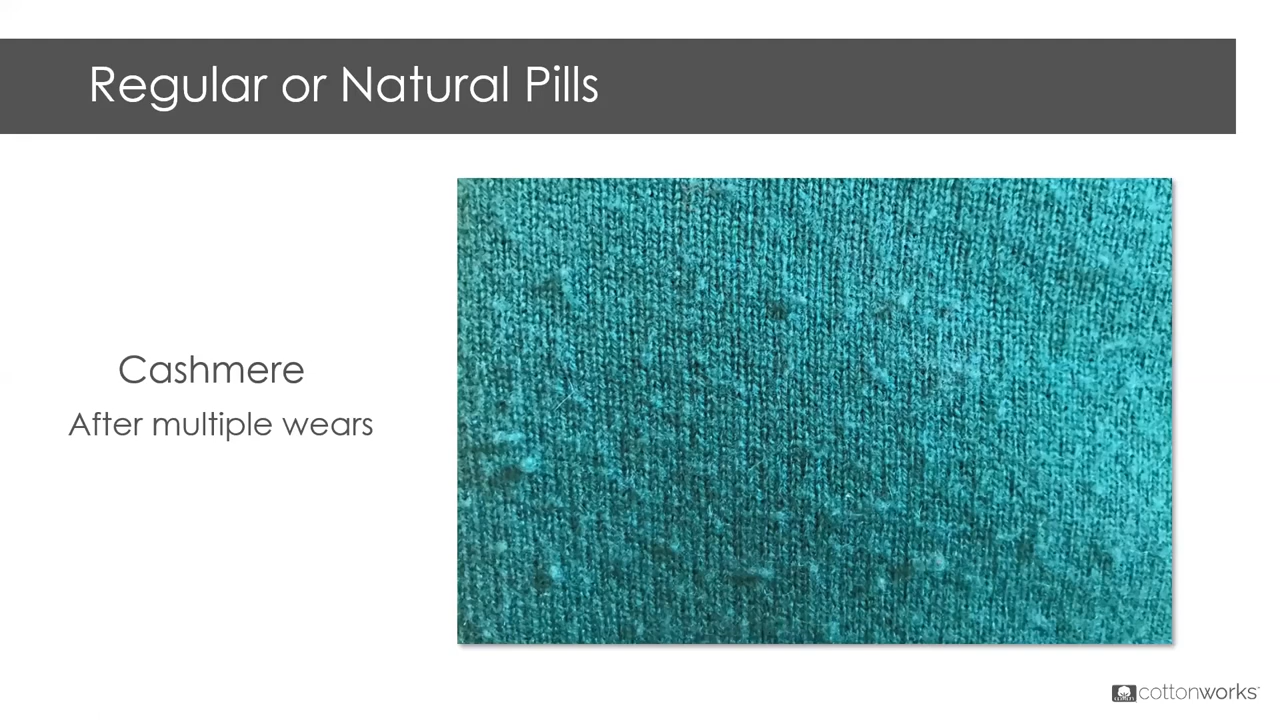 Regular or Natural Pills
Cashmere
After multiple wears
cottonworks